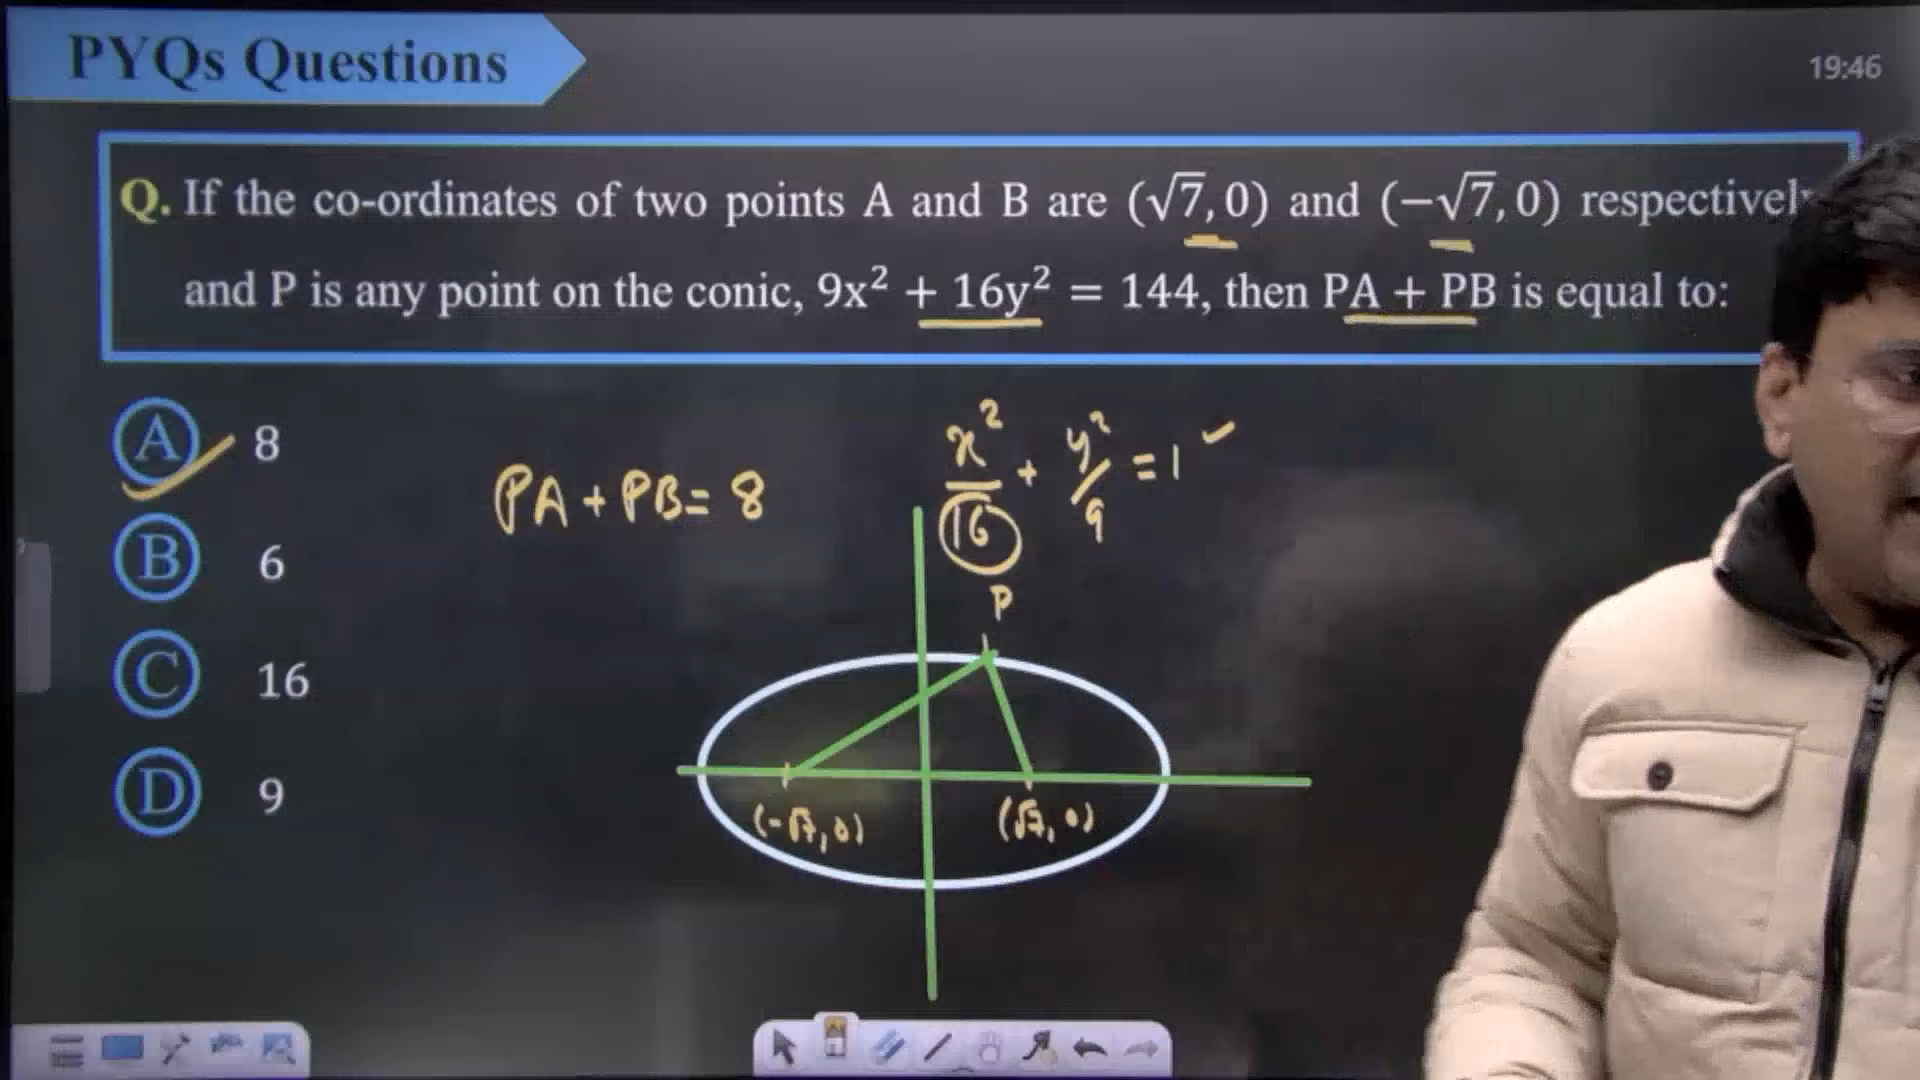 PYQs Questions
19:46
Q. If the co-ordinates of two points A and B are (√7, 0) and (−√7, 0) respectively
and P is any point on the conic, 9x² + 16y² = 144, then PA + PB is equal to:
A 8
B 6
C 16
D 9
PA + PB = 8
x²/16 + y²/9 = 1 ✓
P
(-√7, 0)
(√7, 0)